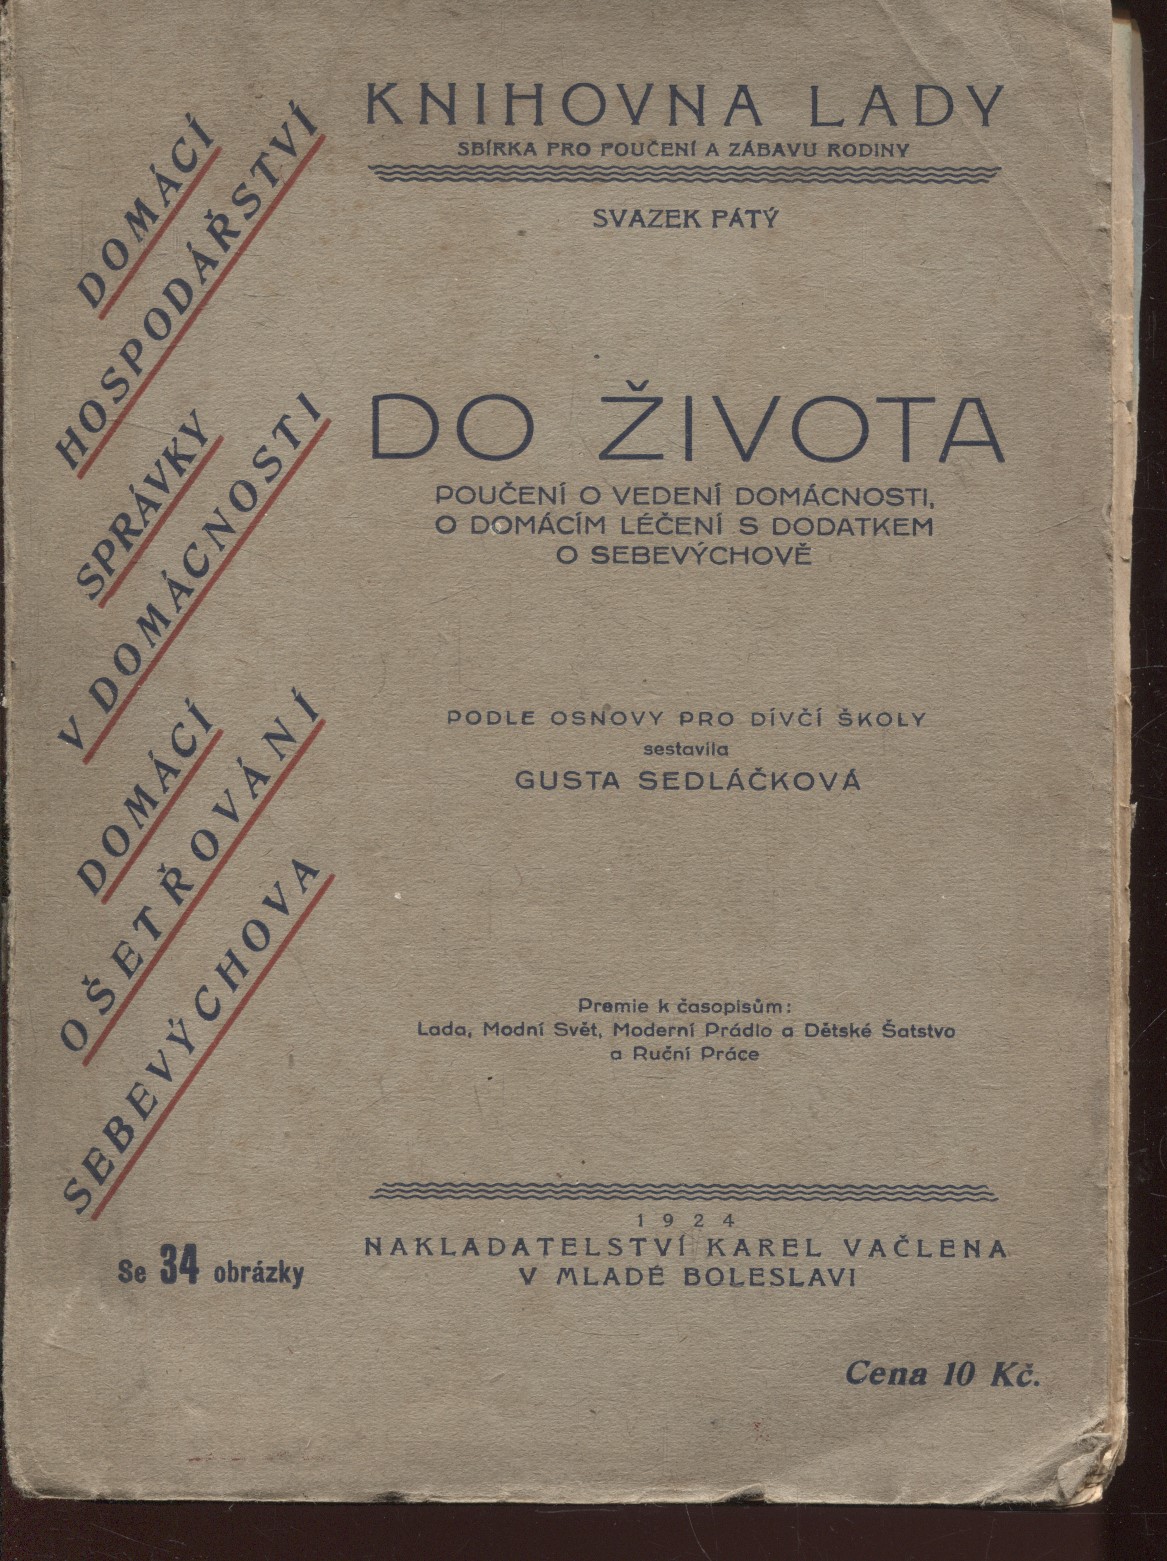 KNIHOVNA LADY
SBÍRKA PRO POUČENÍ A ZÁBAVU RODINY
SVAZEK PÁTÝ
DOMÁCÍ
HOSPODÁŘSTVÍ
SPRÁVKY
V DOMÁCNOSTI
DOMÁCÍ
OŠETŘOVÁNÍ
SEBEVÝCHOVA
DO ŽIVOTA
POUČENÍ O VEDENÍ DOMÁCNOSTI,
O DOMÁCÍM LÉČENÍ S DODATKEM
O SEBEVÝCHOVĚ
PODLE OSNOVY PRO DÍVČÍ ŠKOLY
sestavila
GUSTA SEDLÁČKOVÁ
Premie k časopisům:
Lada, Modní Svět, Moderní Prádlo a Dětské Šatstvo
a Ruční Práce
1924
NAKLADATELSTVÍ KAREL VAČLENA
V MLADÉ BOLESLAVI
Se 34 obrázky
Cena 10 Kč.